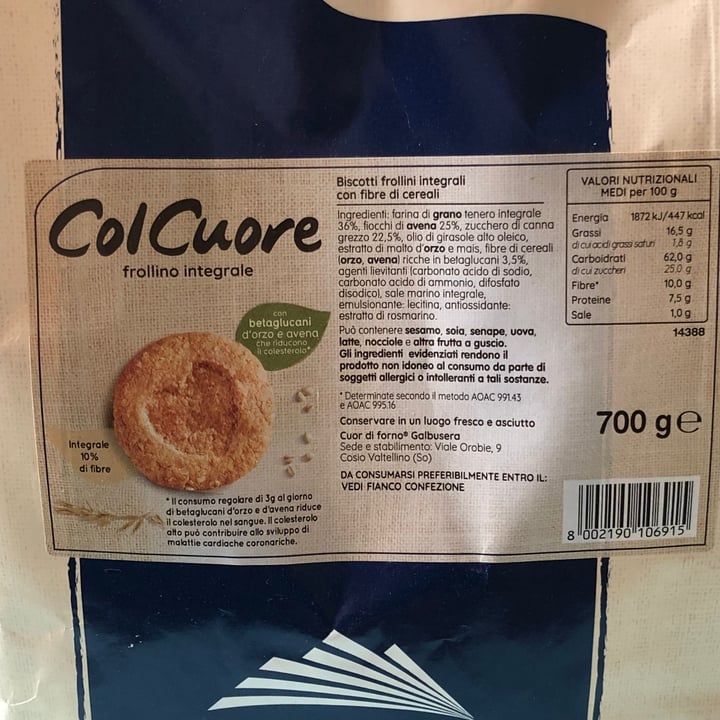 ColCuore
frollino integrale
con
betaglucani
d'orzo e avena
che riducono
il colesterolo*
Integrale
10%
di fibre
* Il consumo regolare di 3g al giorno
di betaglucani d'orzo e d'avena riduce
il colesterolo nel sangue. Il colesterolo
alto può contribuire allo sviluppo di
malattie cardiache coronariche.
Biscotti frollini integrali
con fibre di cereali
Ingredienti: farina di grano tenero integrale
36%, fiocchi di avena 25%, zucchero di canna
grezzo 22,5%, olio di girasole alto oleico,
estratto di malto d'orzo e mais, fibre di cereali
(orzo, avena) ricche in betaglucani 3,5%,
agenti lievitanti (carbonato acido di sodio,
carbonato acido di ammonio, difosfato
disodico), sale marino integrale,
emulsionante: lecitina, antiossidante:
estratto di rosmarino.
Può contenere sesamo, soia, senape, uova,
latte, nocciole e altra frutta a guscio.
Gli ingredienti evidenziati rendono il
prodotto non idoneo al consumo da parte di
soggetti allergici o intolleranti a tali sostanze.
* Determinate secondo il metodo AOAC 991.43
e AOAC 995.16
Conservare in un luogo fresco e asciutto
Cuor di forno® Galbusera
Sede e stabilimento: Viale Orobie, 9
Cosio Valtellino (So)
DA CONSUMARSI PREFERIBILMENTE ENTRO IL:
VEDI FIANCO CONFEZIONE
VALORI NUTRIZIONALI
MEDI per 100 g
Energia 1872 kJ/447 kcal
Grassi 16,5 g
di cui acidi grassi saturi 1,8 g
Carboidrati 62,0 g
di cui zuccheri 25,0 g
Fibre* 10,0 g
Proteine 7,5 g
Sale 1,0 g
14388
700 g e
8 002190 106915